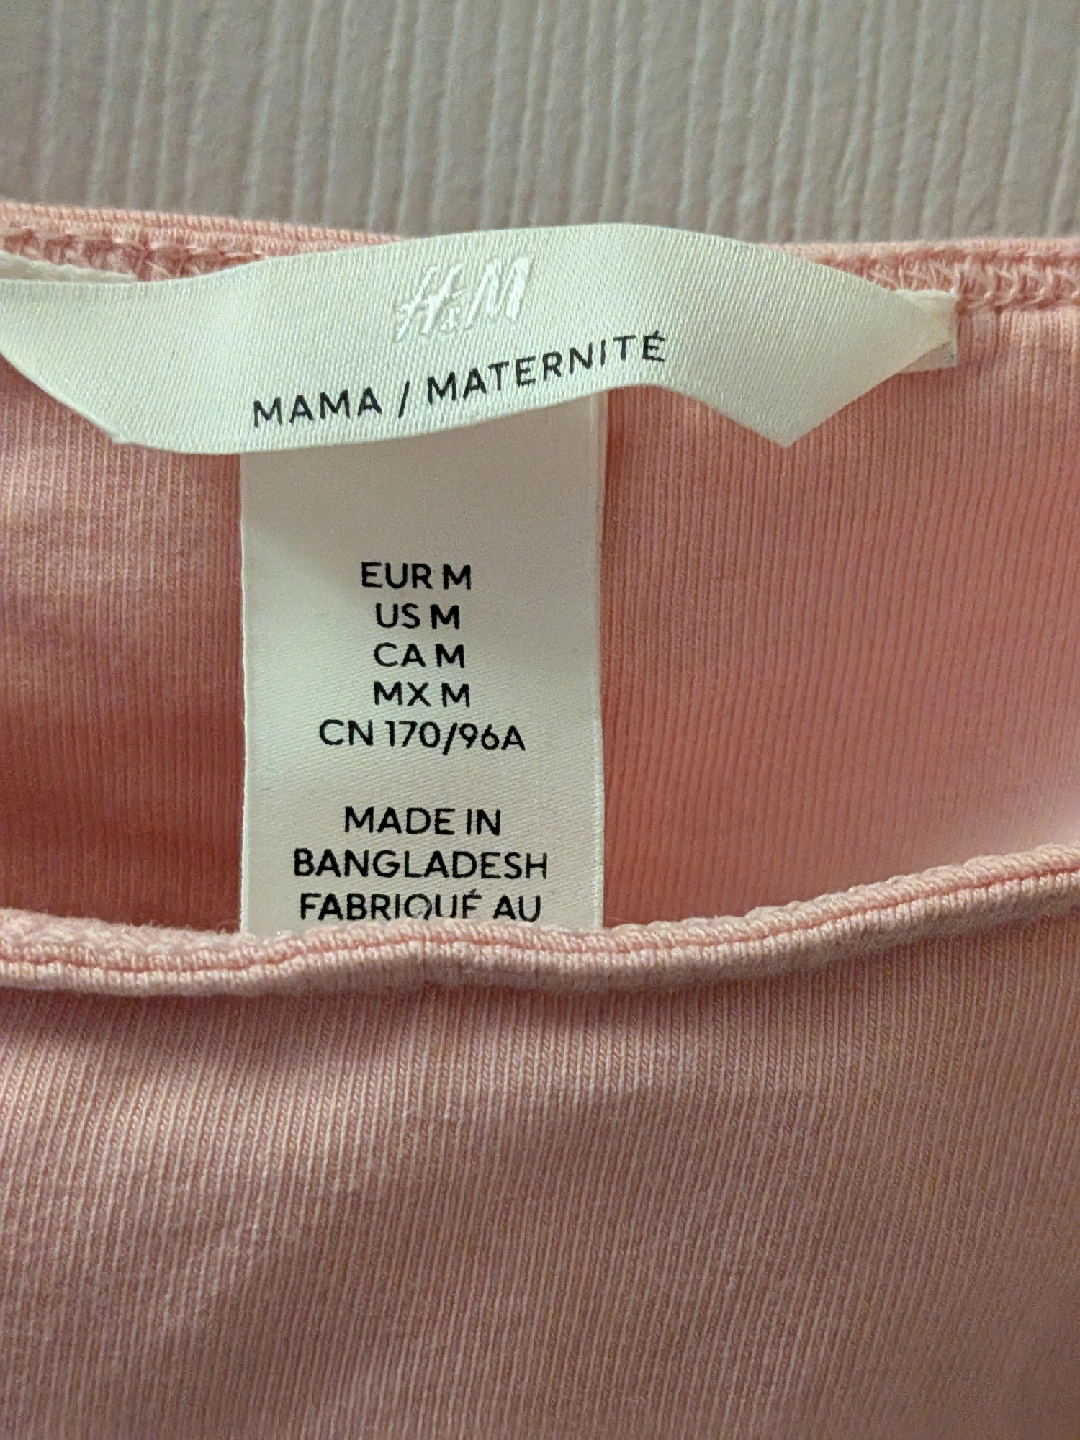 H&M
MAMA / MATERNITÉ
EUR M
US M
CA M
MX M
CN 170/96A
MADE IN
BANGLADESH
FABRIQUÉ AU